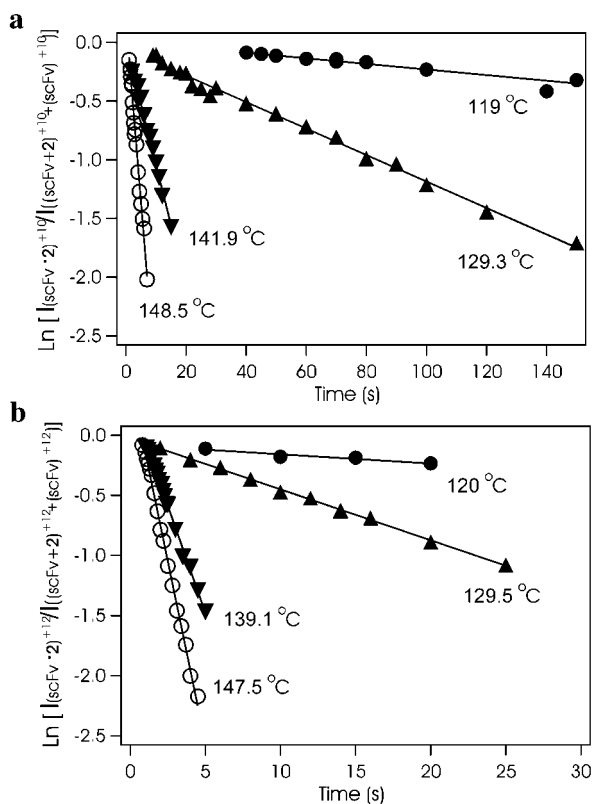 a
Ln [ I(scFv·2)+10/I((scFv+2)+10+(scFv)+10)]
0.0
-0.5
-1.0
-1.5
-2.0
-2.5
119 °C
141.9 °C
129.3 °C
148.5 °C
0 20 40 60 80 100 120 140
Time (s)
b
Ln [ I(scFv·2)+12/I((scFv+2)+12+(scFv)+12)]
0.0
-0.5
-1.0
-1.5
-2.0
-2.5
120 °C
129.5 °C
139.1 °C
147.5 °C
0 5 10 15 20 25 30
Time (s)